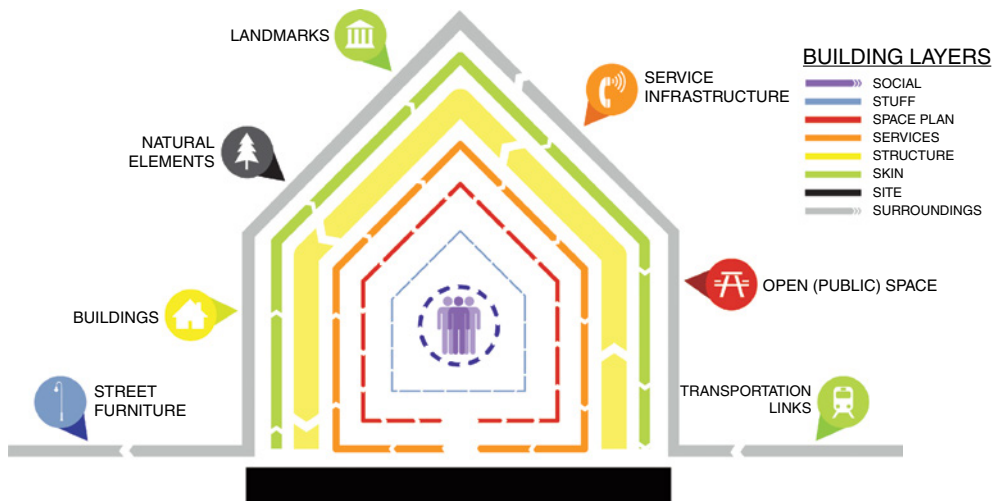 LANDMARKS
SERVICE
INFRASTRUCTURE
NATURAL
ELEMENTS
BUILDINGS
OPEN (PUBLIC) SPACE
STREET
FURNITURE
TRANSPORTATION
LINKS
BUILDING LAYERS
SOCIAL
STUFF
SPACE PLAN
SERVICES
STRUCTURE
SKIN
SITE
SURROUNDINGS